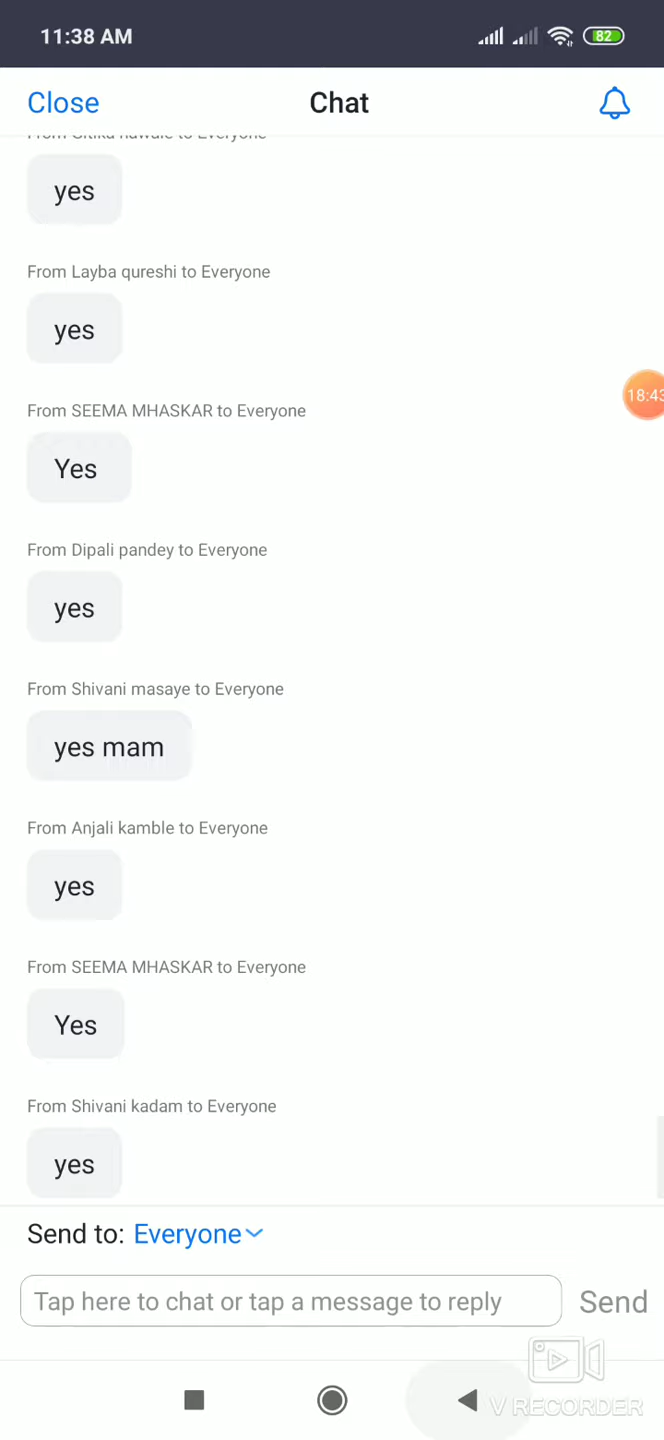 11:38 AM
82
Close
Chat
to Everyone
yes
From Layba qureshi to Everyone
yes
18:43
From SEEMA MHASKAR to Everyone
Yes
From Dipali pandey to Everyone
yes
From Shivani masaye to Everyone
yes mam
From Anjali kamble to Everyone
yes
From SEEMA MHASKAR to Everyone
Yes
From Shivani kadam to Everyone
yes
Send to: Everyone
Tap here to chat or tap a message to reply
Send
V RECORDER